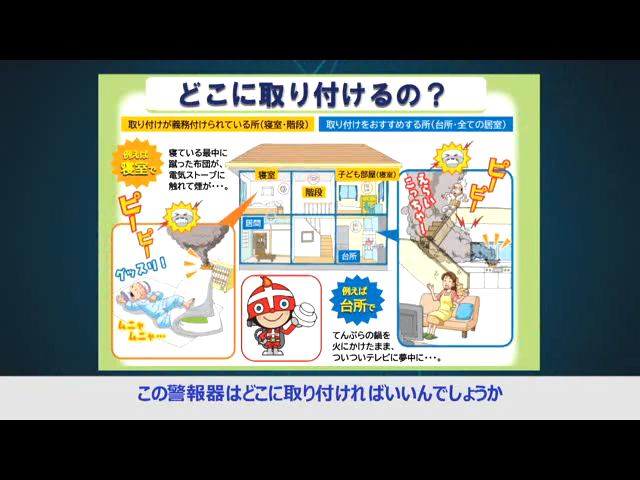 どこに取り付けるの？
取り付けが義務付けられている所(寝室・階段)
取り付けをおすすめする所(台所・全ての居室)
例えば
寝室で
寝ている最中に
蹴った布団が、
電気ストーブに
触れて煙が・・・。
ピーピー
グッスリ！
ムニャ
ムニャ…
寝室
階段
子ども部屋(寝室)
居間
台所
例えば
台所で
てんぷらの鍋を
火にかけたまま、
ついついテレビに夢中に・・・。
えらい
こっちゃー!
ピー
ピー
この警報器はどこに取り付ければいいんでしょうか